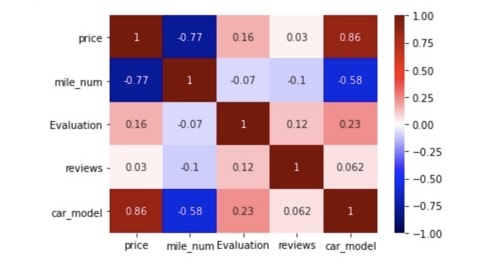 price 1 -0.77 0.16 0.03 0.86
mile_num -0.77 1 -0.07 -0.1 -0.58
Evaluation 0.16 -0.07 1 0.12 0.23
reviews 0.03 -0.1 0.12 1 0.062
car_model 0.86 -0.58 0.23 0.062 1
price mile_num Evaluation reviews car_model
1.00
0.75
0.50
0.25
0.00
−0.25
−0.50
−0.75
−1.00